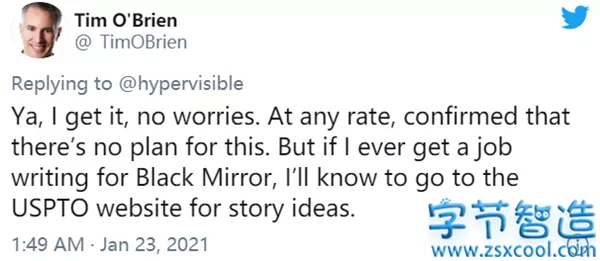 Tim O'Brien
@ TimOBrien
Replying to @hypervisible
Ya, I get it, no worries. At any rate, confirmed that
there's no plan for this. But if I ever get a job
writing for Black Mirror, I'll know to go to the
USPTO website for story ideas.
1:49 AM · Jan 23, 2021
字节智造
www.zsxcool.com